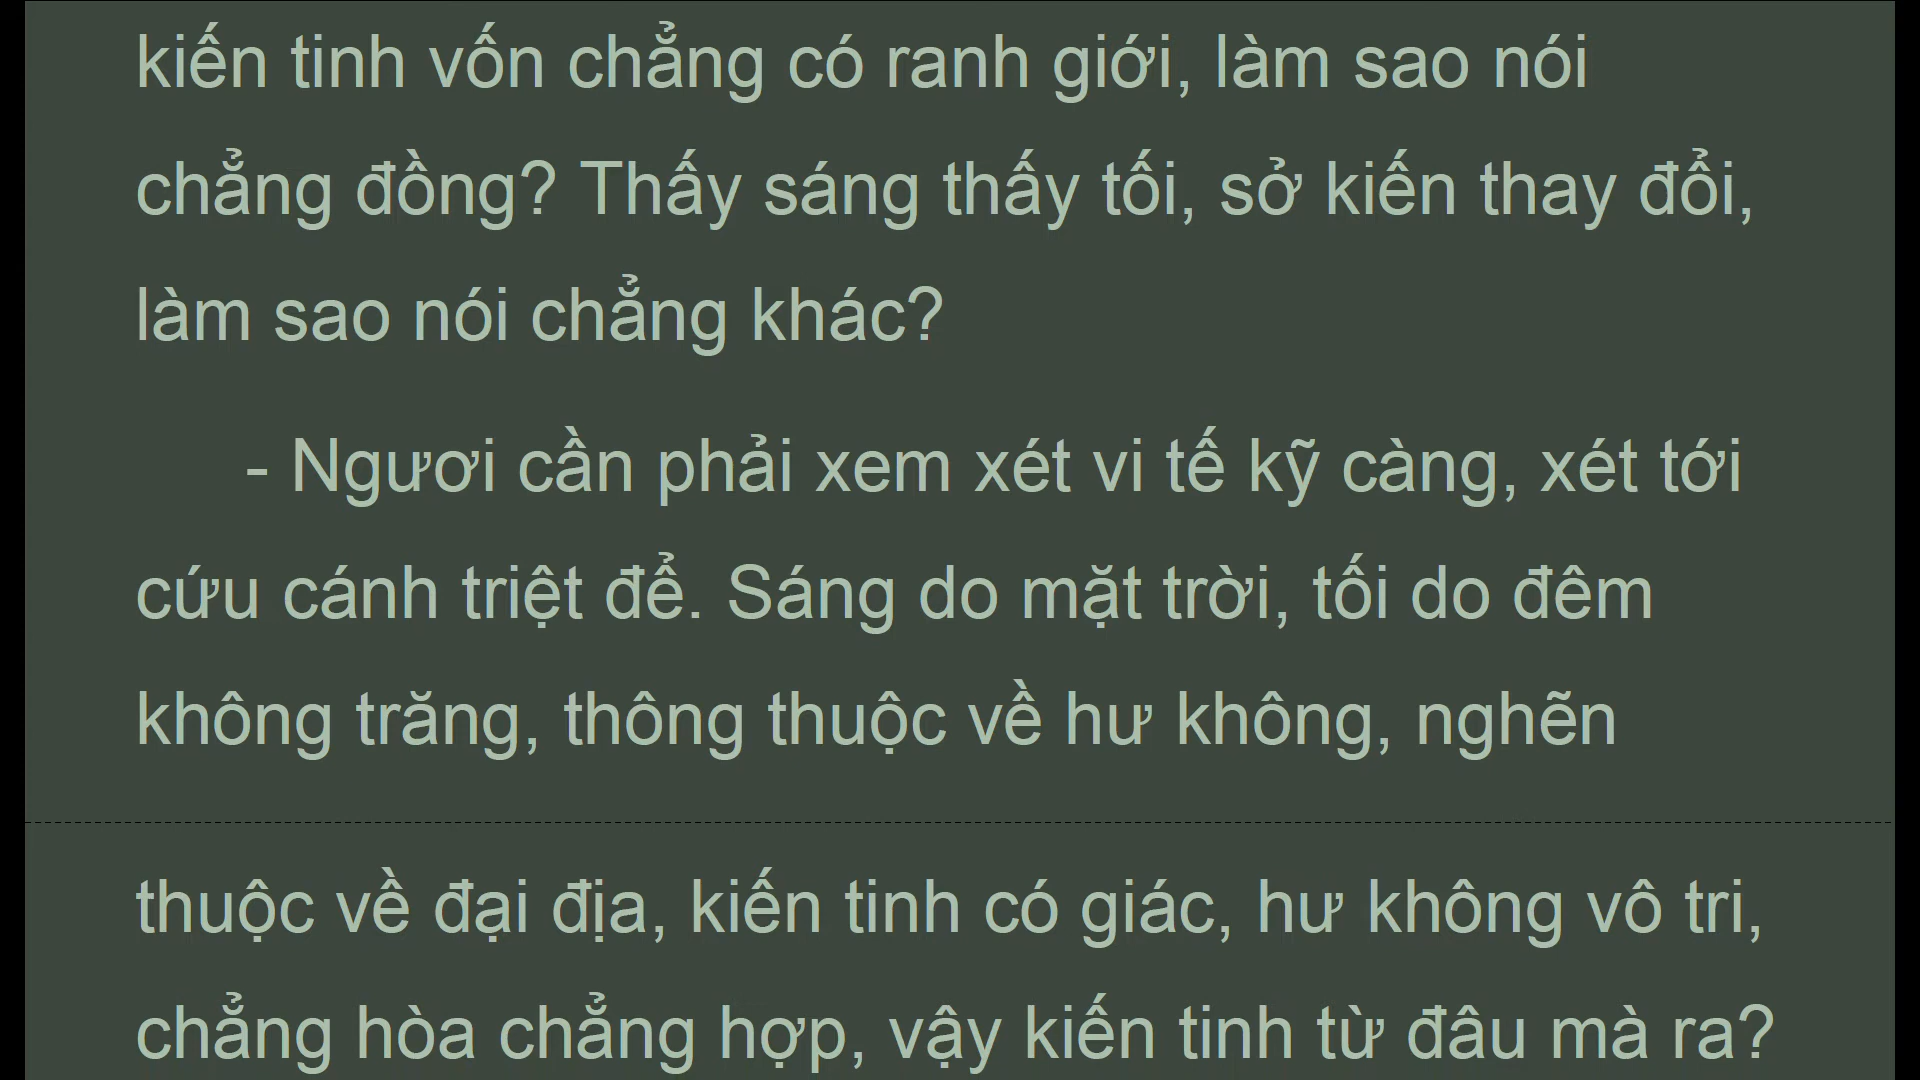 kiến tinh vốn chẳng có ranh giới, làm sao nói
chẳng đồng? Thấy sáng thấy tối, sở kiến thay đổi,
làm sao nói chẳng khác?
- Ngươi cần phải xem xét vi tế kỹ càng, xét tới
cứu cánh triệt để. Sáng do mặt trời, tối do đêm
không trăng, thông thuộc về hư không, nghẽn
thuộc về đại địa, kiến tinh có giác, hư không vô tri,
chẳng hòa chẳng hợp, vậy kiến tinh từ đâu mà ra?